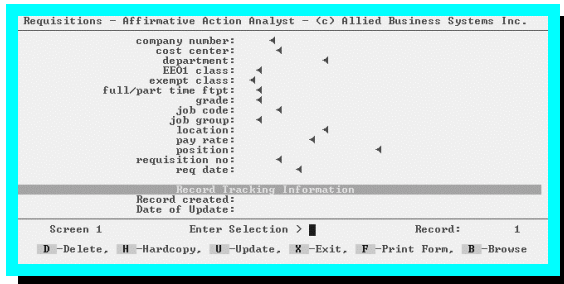 Requisitions - Affirmative Action Analyst - (c) Allied Business Systems Inc.
company number:
cost center:
department:
EEO1 class:
exempt class:
full/part time ftpt:
grade:
job code:
job group:
location:
pay rate:
position:
requisition no:
req date:
Record Tracking Information
Record created:
Date of Update:
Screen 1 Enter Selection > Record: 1
D -Delete, H -Hardcopy, U -Update, X -Exit, F -Print Form, B -Browse